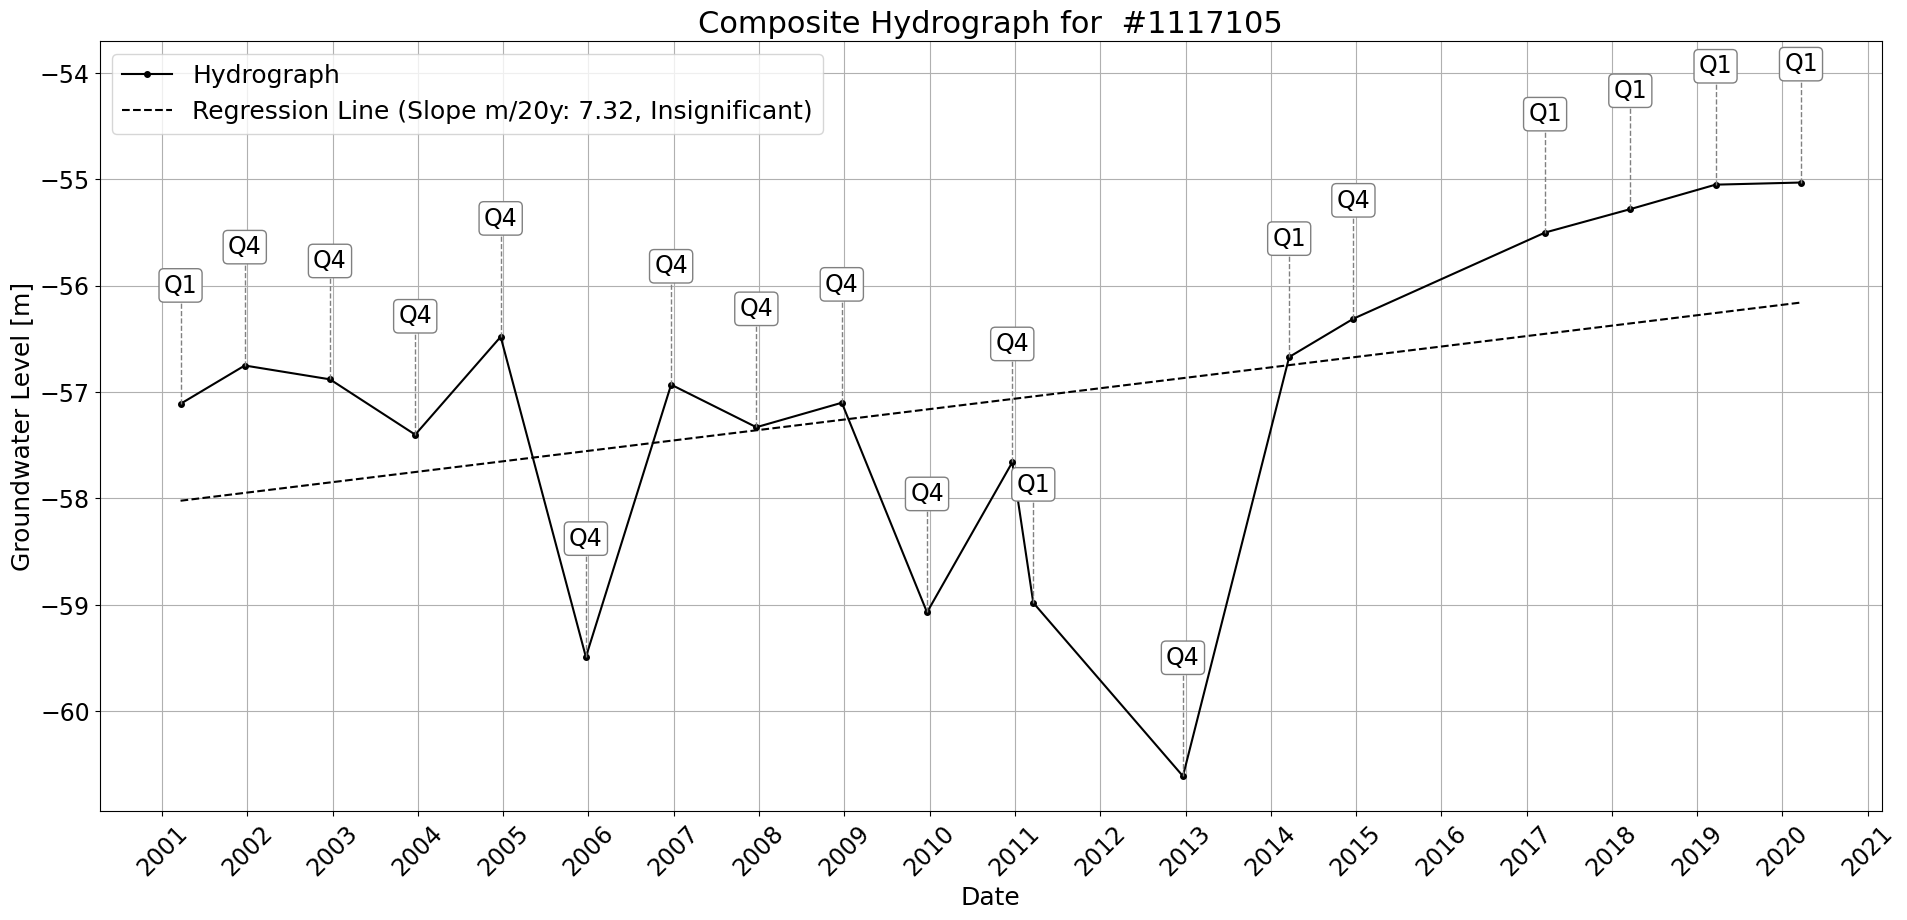 Composite Hydrograph for  #1117105
Hydrograph
Regression Line (Slope m/20y: 7.32, Insignificant)
Groundwater Level [m]
−54
−55
−56
−57
−58
−59
−60
Q1
Q4
Q4
Q4
Q4
Q4
Q4
Q4
Q4
Q4
Q4
Q1
Q4
Q1
Q4
Q1
Q1
Q1
Q1
2001
2002
2003
2004
2005
2006
2007
2008
2009
2010
2011
2012
2013
2014
2015
2016
2017
2018
2019
2020
2021
Date